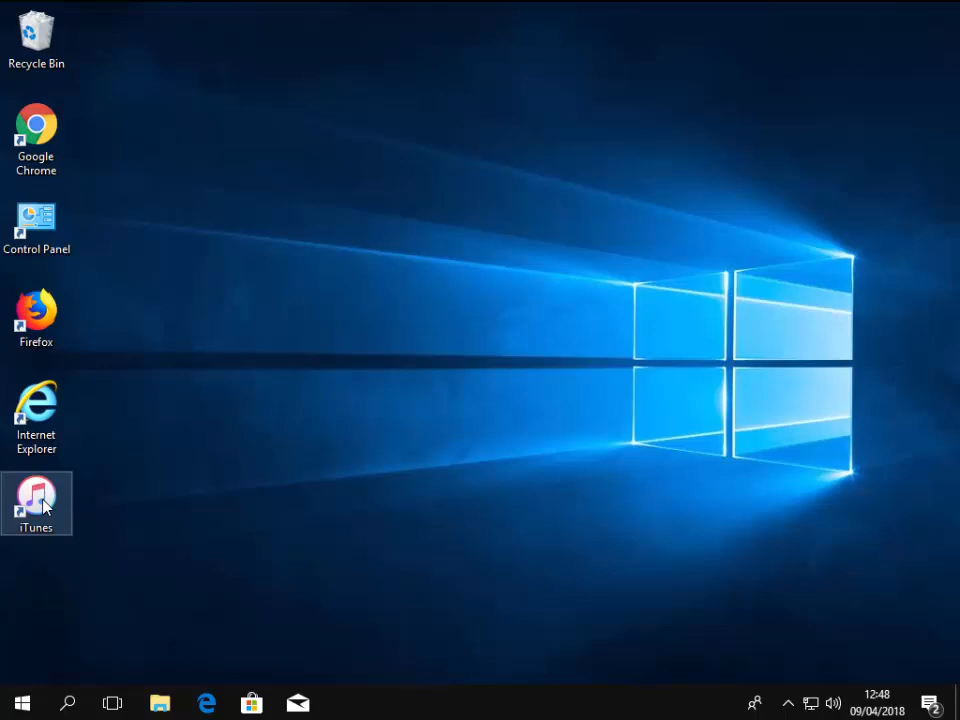 Recycle Bin
Google
Chrome
Control Panel
Firefox
Internet
Explorer
iTunes
12:48
09/04/2018
2